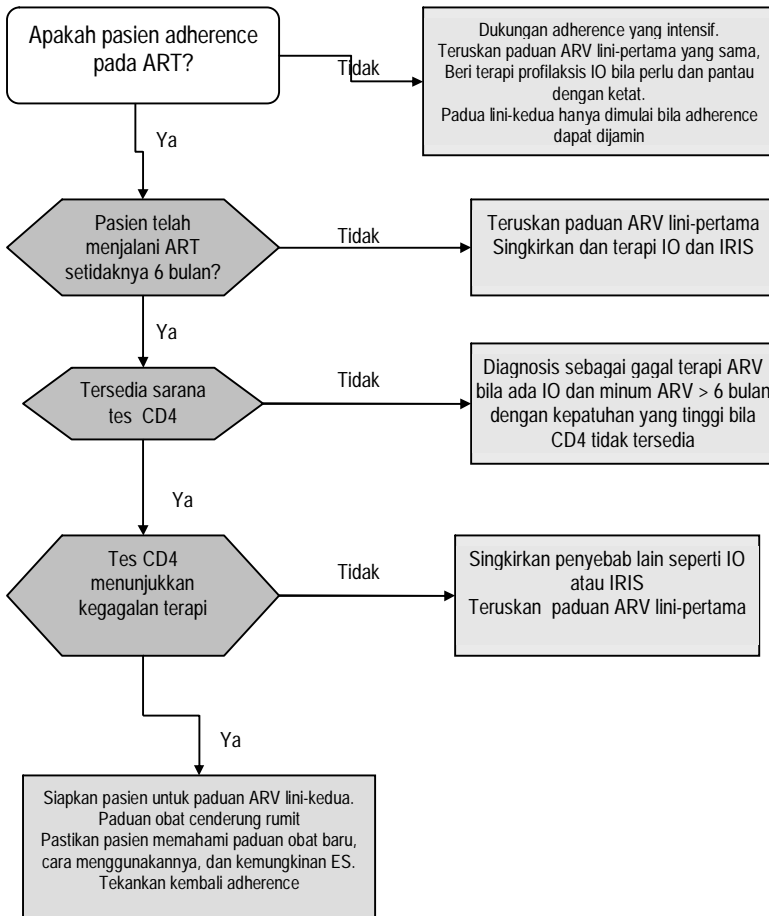 Apakah pasien adherence
pada ART?
Tidak
Dukungan adherence yang intensif.
Teruskan paduan ARV lini-pertama yang sama,
Beri terapi profilaksis IO bila perlu dan pantau
dengan ketat.
Padua lini-kedua hanya dimulai bila adherence
dapat dijamin
Ya
Pasien telah
menjalani ART
setidaknya 6 bulan?
Tidak
Teruskan paduan ARV lini-pertama
Singkirkan dan terapi IO dan IRIS
Ya
Tersedia sarana
tes CD4
Tidak
Diagnosis sebagai gagal terapi ARV
bila ada IO dan minum ARV > 6 bulan
dengan kepatuhan yang tinggi bila
CD4 tidak tersedia
Ya
Tes CD4
menunjukkan
kegagalan terapi
Tidak
Singkirkan penyebab lain seperti IO
atau IRIS
Teruskan paduan ARV lini-pertama
Ya
Siapkan pasien untuk paduan ARV lini-kedua.
Paduan obat cenderung rumit
Pastikan pasien memahami paduan obat baru,
cara menggunakannya, dan kemungkinan ES.
Tekankan kembali adherence